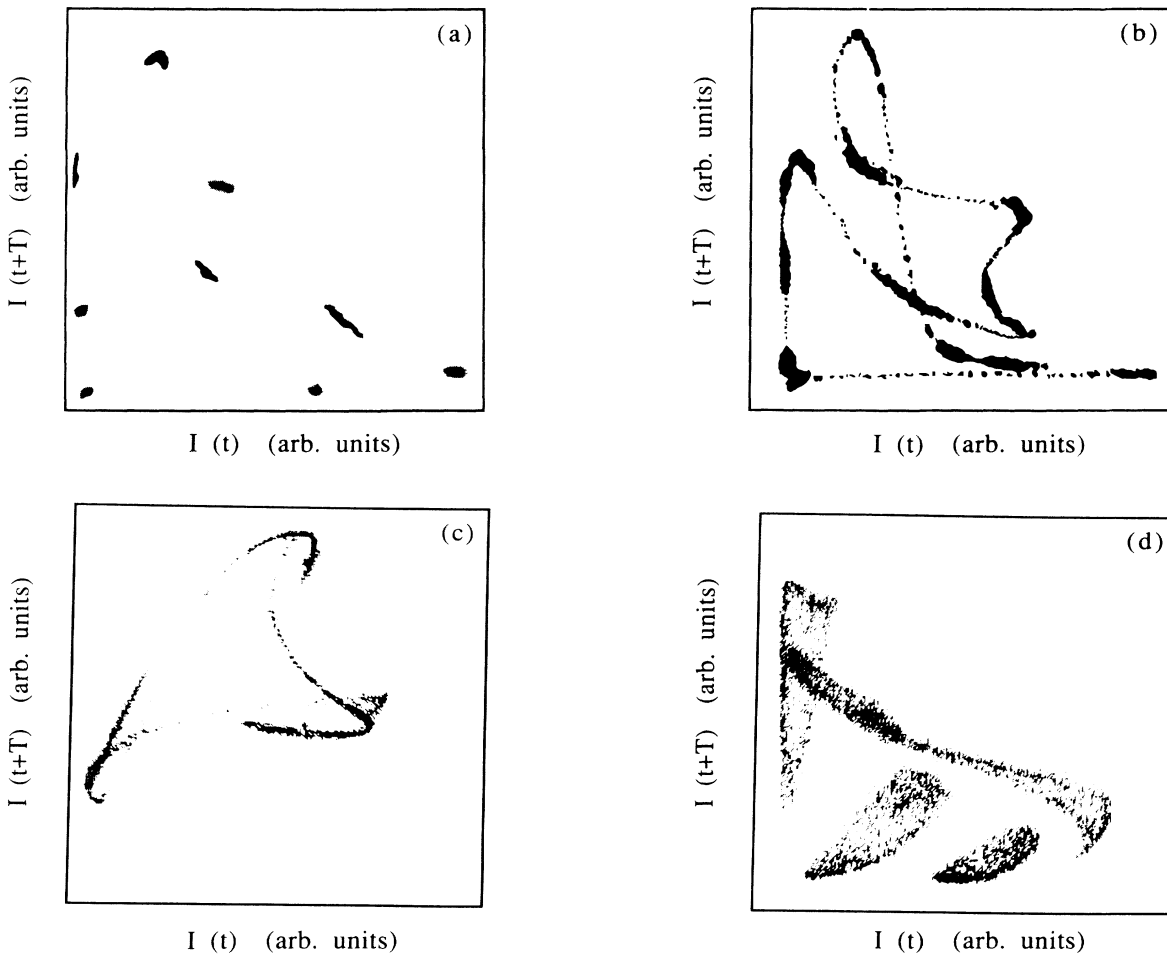 (a)
I (t+T) (arb. units)
I (t) (arb. units)
(b)
I (t+T) (arb. units)
I (t) (arb. units)
(c)
I (t+T) (arb. units)
I (t) (arb. units)
(d)
I (t+T) (arb. units)
I (t) (arb. units)